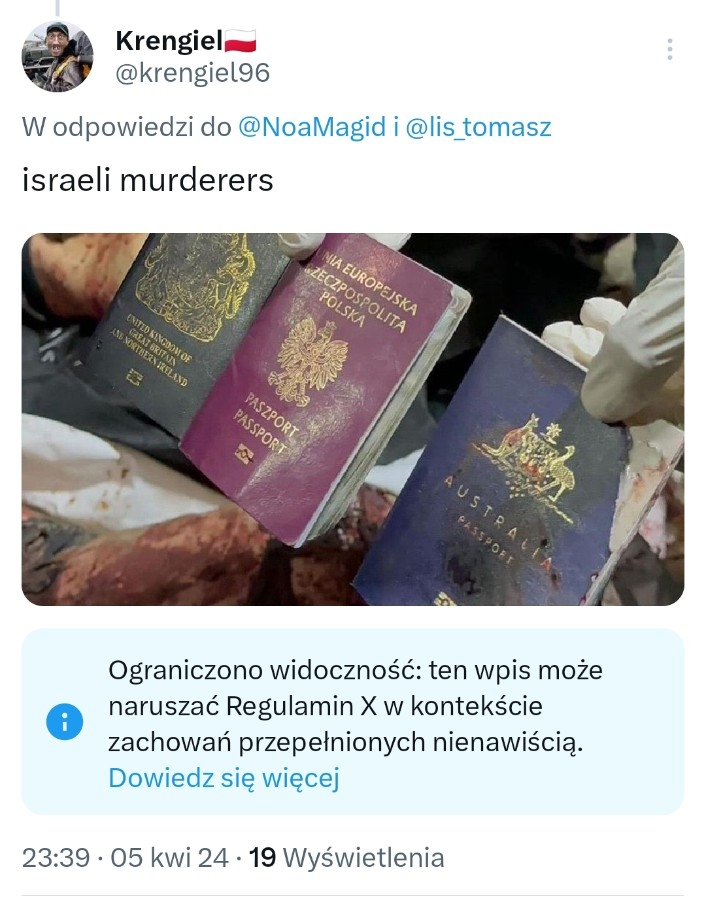 Krengiel🇵🇱
@krengiel96
W odpowiedzi do @NoaMagid i @lis_tomasz
israeli murderers
UNITED KINGDOM OF
GREAT BRITAIN
AND NORTHERN IRELAND
NIA EUROPEJSKA
RZECZPOSPOLITA
POLSKA
PASZPORT
PASSPORT
AUSTRALIA
PASSPORT
Ograniczono widoczność: ten wpis może
naruszać Regulamin X w kontekście
zachowań przepełnionych nienawiścią.
Dowiedz się więcej
23:39 · 05 kwi 24 · 19 Wyświetlenia